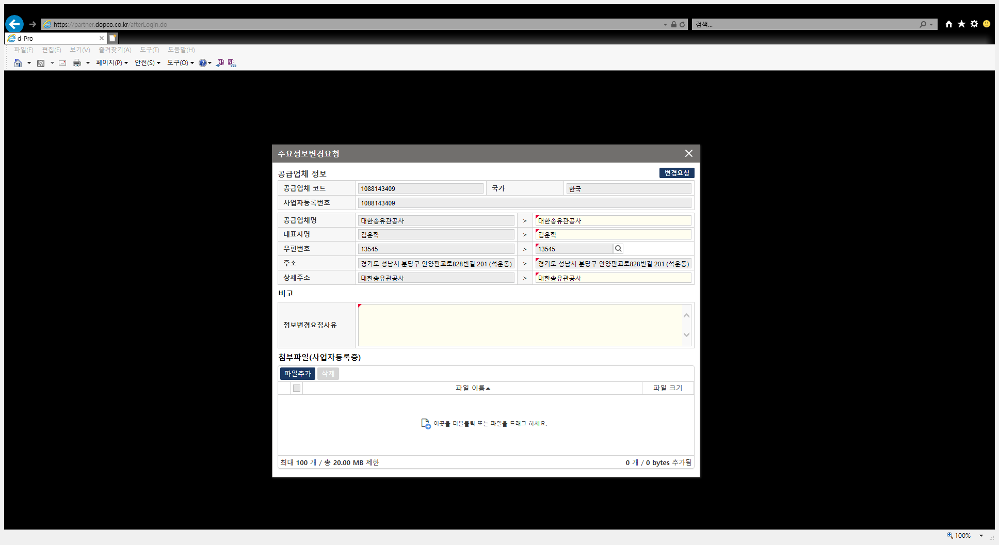 https://partner.dopco.co.kr/afterLogin.do
검색...
d-Pro
파일(F) 편집(E) 보기(V) 즐겨찾기(A) 도구(T) 도움말(H)
페이지(P) 안전(S) 도구(O)
주요정보변경요청
공급업체 정보
변경요청
공급업체 코드 1088143409 국가 한국
사업자등록번호 1088143409
공급업체명 대한송유관공사 > 대한송유관공사
대표자명 김운학 > 김운학
우편번호 13545 > 13545
주소 경기도 성남시 분당구 안양판교로828번길 201 (석운동) > 경기도 성남시 분당구 안양판교로828번길 201 (석운동)
상세주소 대한송유관공사 > 대한송유관공사
비고
정보변경요청사유
첨부파일(사업자등록증)
파일추가 삭제
파일 이름 파일 크기
이곳을 더블클릭 또는 파일을 드래그 하세요.
최대 100 개 / 총 20.00 MB 제한 0 개 / 0 bytes 추가됨
100%